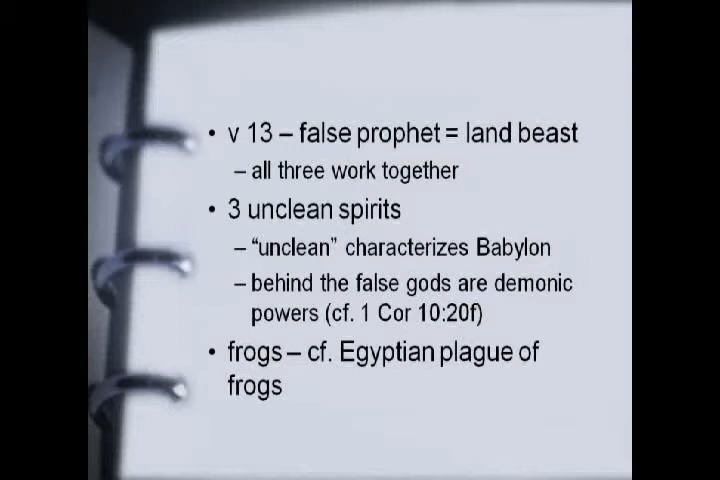 • v 13 – false prophet = land beast
– all three work together
• 3 unclean spirits
– “unclean” characterizes Babylon
– behind the false gods are demonic
powers (cf. 1 Cor 10:20f)
• frogs – cf. Egyptian plague of
frogs